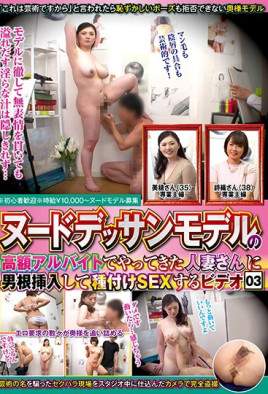 「これは芸術ですから」と言われたら恥ずかしいポーズも拒否できない奥様モデル
モデルに徹して無表情を貫いても
溢れだす淫らな汁は隠しきれず…
マン毛も
陰唇の具合も
芸術的です…
美穂さん(35)
専業主婦
詩織さん(38)
専業主婦
※初心者歓迎※時給¥10,000～ヌードモデル募集!
ヌードデッサンモデルの
高額アルバイトでやってきた人妻さんに
男根挿入して種付けSEXするビデオ 03
エロ要求の数々が奥様を追い詰める…
芸術の名を騙ったセクハラ現場をスタジオ中に仕込んだカメラで完全盗撮